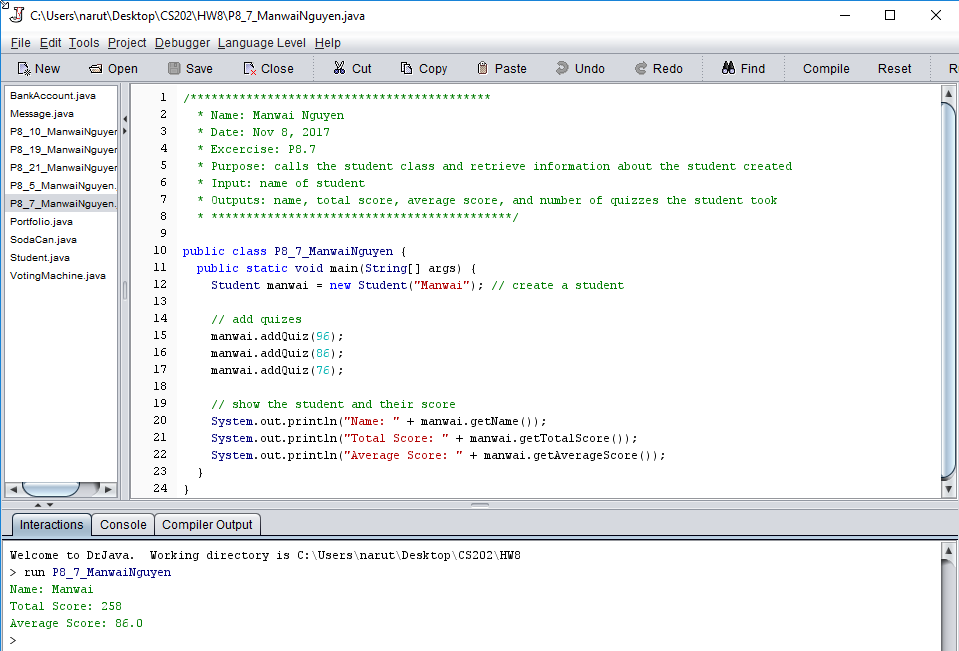 C:\Users\narut\Desktop\CS202\HW8\P8_7_ManwaiNguyen.java
File Edit Tools Project Debugger Language Level Help
New Open Save Close Cut Copy Paste Undo Redo Find Compile Reset R
BankAccount.java
Message.java
P8_10_ManwaiNguyen
P8_19_ManwaiNguyen
P8_21_ManwaiNguyen
P8_5_ManwaiNguyen.
P8_7_ManwaiNguyen.
Portfolio.java
SodaCan.java
Student.java
VotingMachine.java
1 /*******************************************
2 * Name: Manwai Nguyen
3 * Date: Nov 8, 2017
4 * Excercise: P8.7
5 * Purpose: calls the student class and retrieve information about the student created
6 * Input: name of student
7 * Outputs: name, total score, average score, and number of quizzes the student took
8 * *******************************************/
9
10 public class P8_7_ManwaiNguyen {
11 public static void main(String[] args) {
12 Student manwai = new Student("Manwai"); // create a student
13
14 // add quizes
15 manwai.addQuiz(96);
16 manwai.addQuiz(86);
17 manwai.addQuiz(76);
18
19 // show the student and their score
20 System.out.println("Name: " + manwai.getName());
21 System.out.println("Total Score: " + manwai.getTotalScore());
22 System.out.println("Average Score: " + manwai.getAverageScore());
23 }
24 }
Interactions Console Compiler Output
Welcome to DrJava. Working directory is C:\Users\narut\Desktop\CS202\HW8
> run P8_7_ManwaiNguyen
Name: Manwai
Total Score: 258
Average Score: 86.0
>